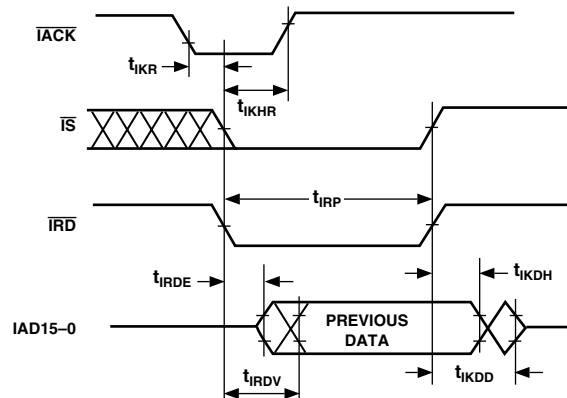 IACK
tIKR
tIKHR
IS
tIRP
IRD
tIRDE
tIKDH
IAD15–0
PREVIOUS
DATA
tIKDD
tIRDV